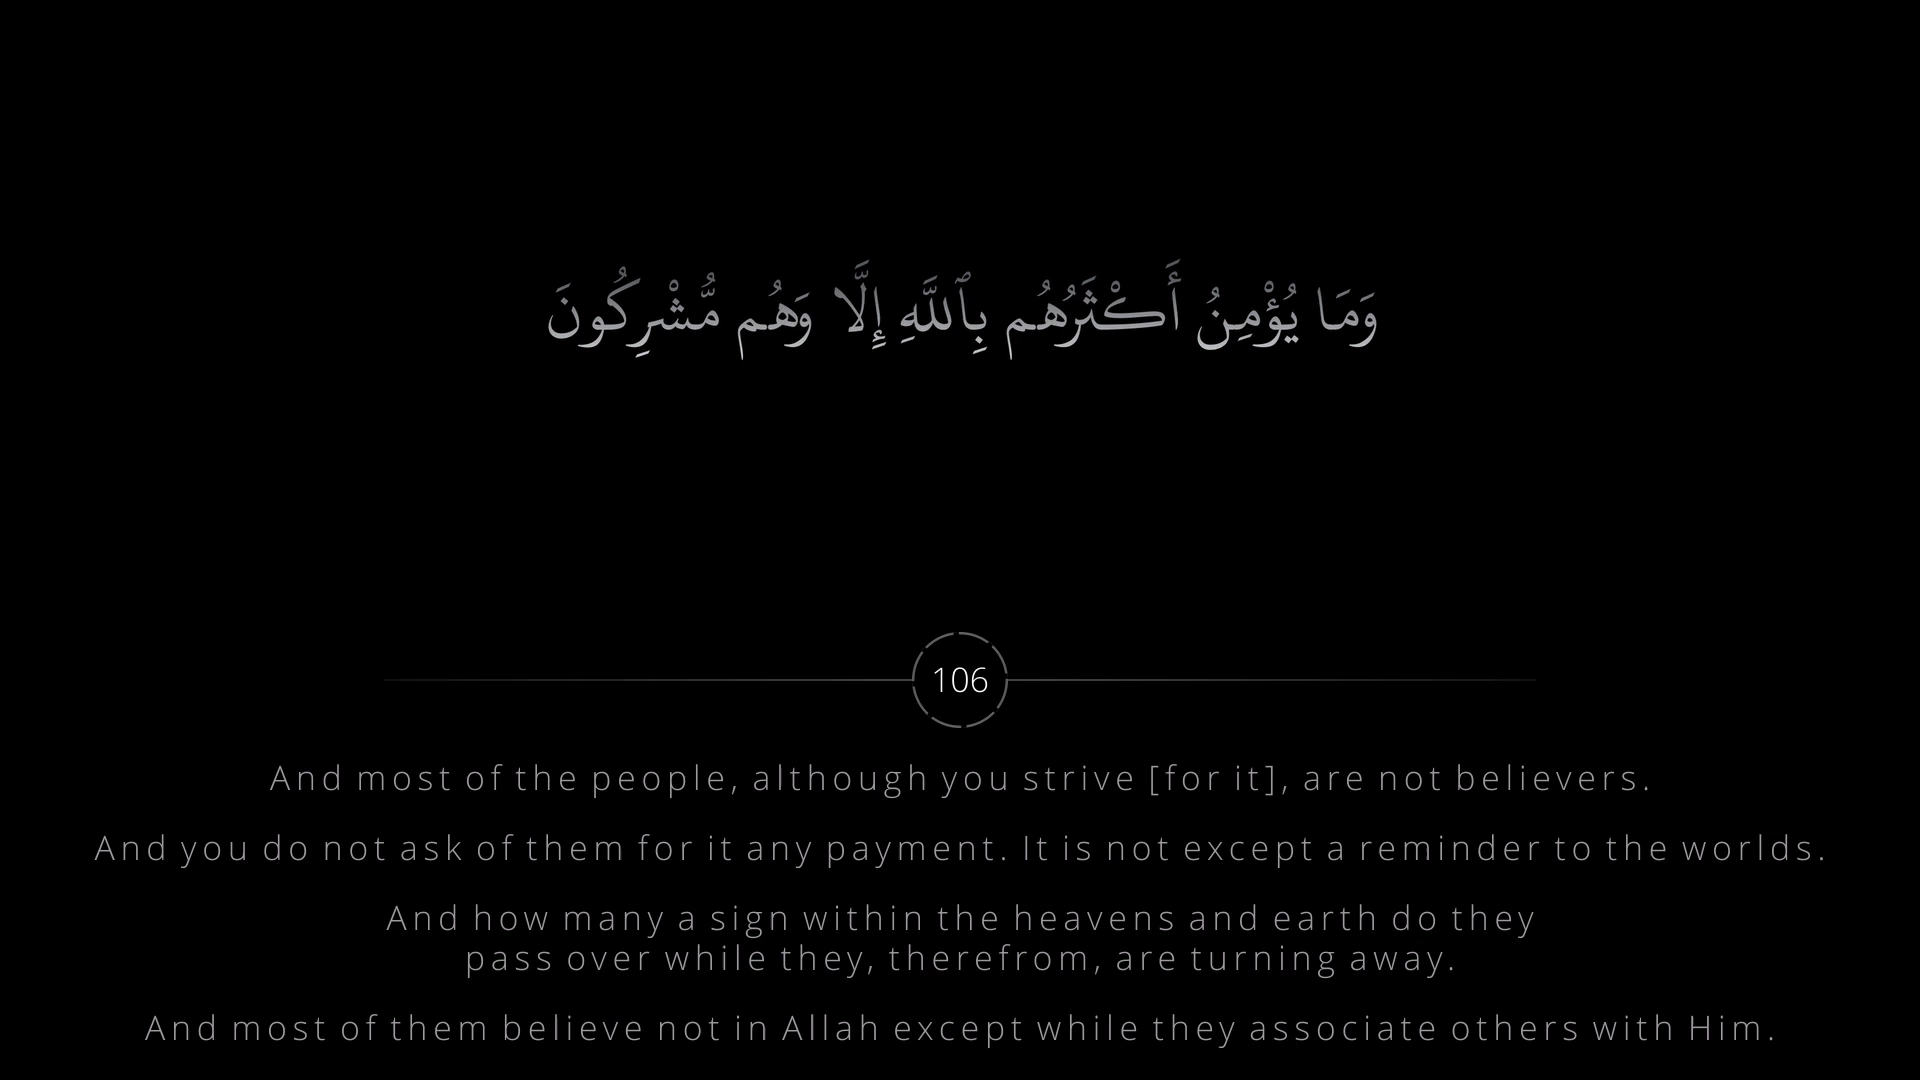 وَمَا يُؤْمِنُ أَكْثَرُهُم بِٱللَّهِ إِلَّا وَهُم مُّشْرِكُونَ
106
And most of the people, although you strive [for it], are not believers.
And you do not ask of them for it any payment. It is not except a reminder to the worlds.
And how many a sign within the heavens and earth do they
pass over while they, therefrom, are turning away.
And most of them believe not in Allah except while they associate others with Him.